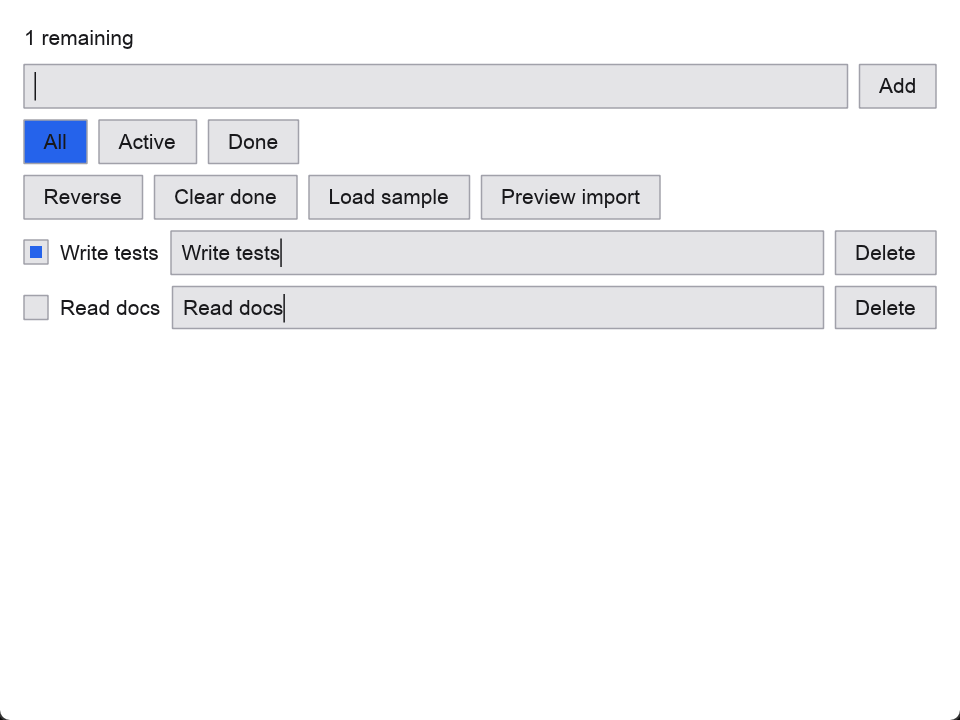 1 remaining
Add
All Active Done
Reverse Clear done Load sample Preview import
Write tests Write tests Delete
Read docs Read docs Delete